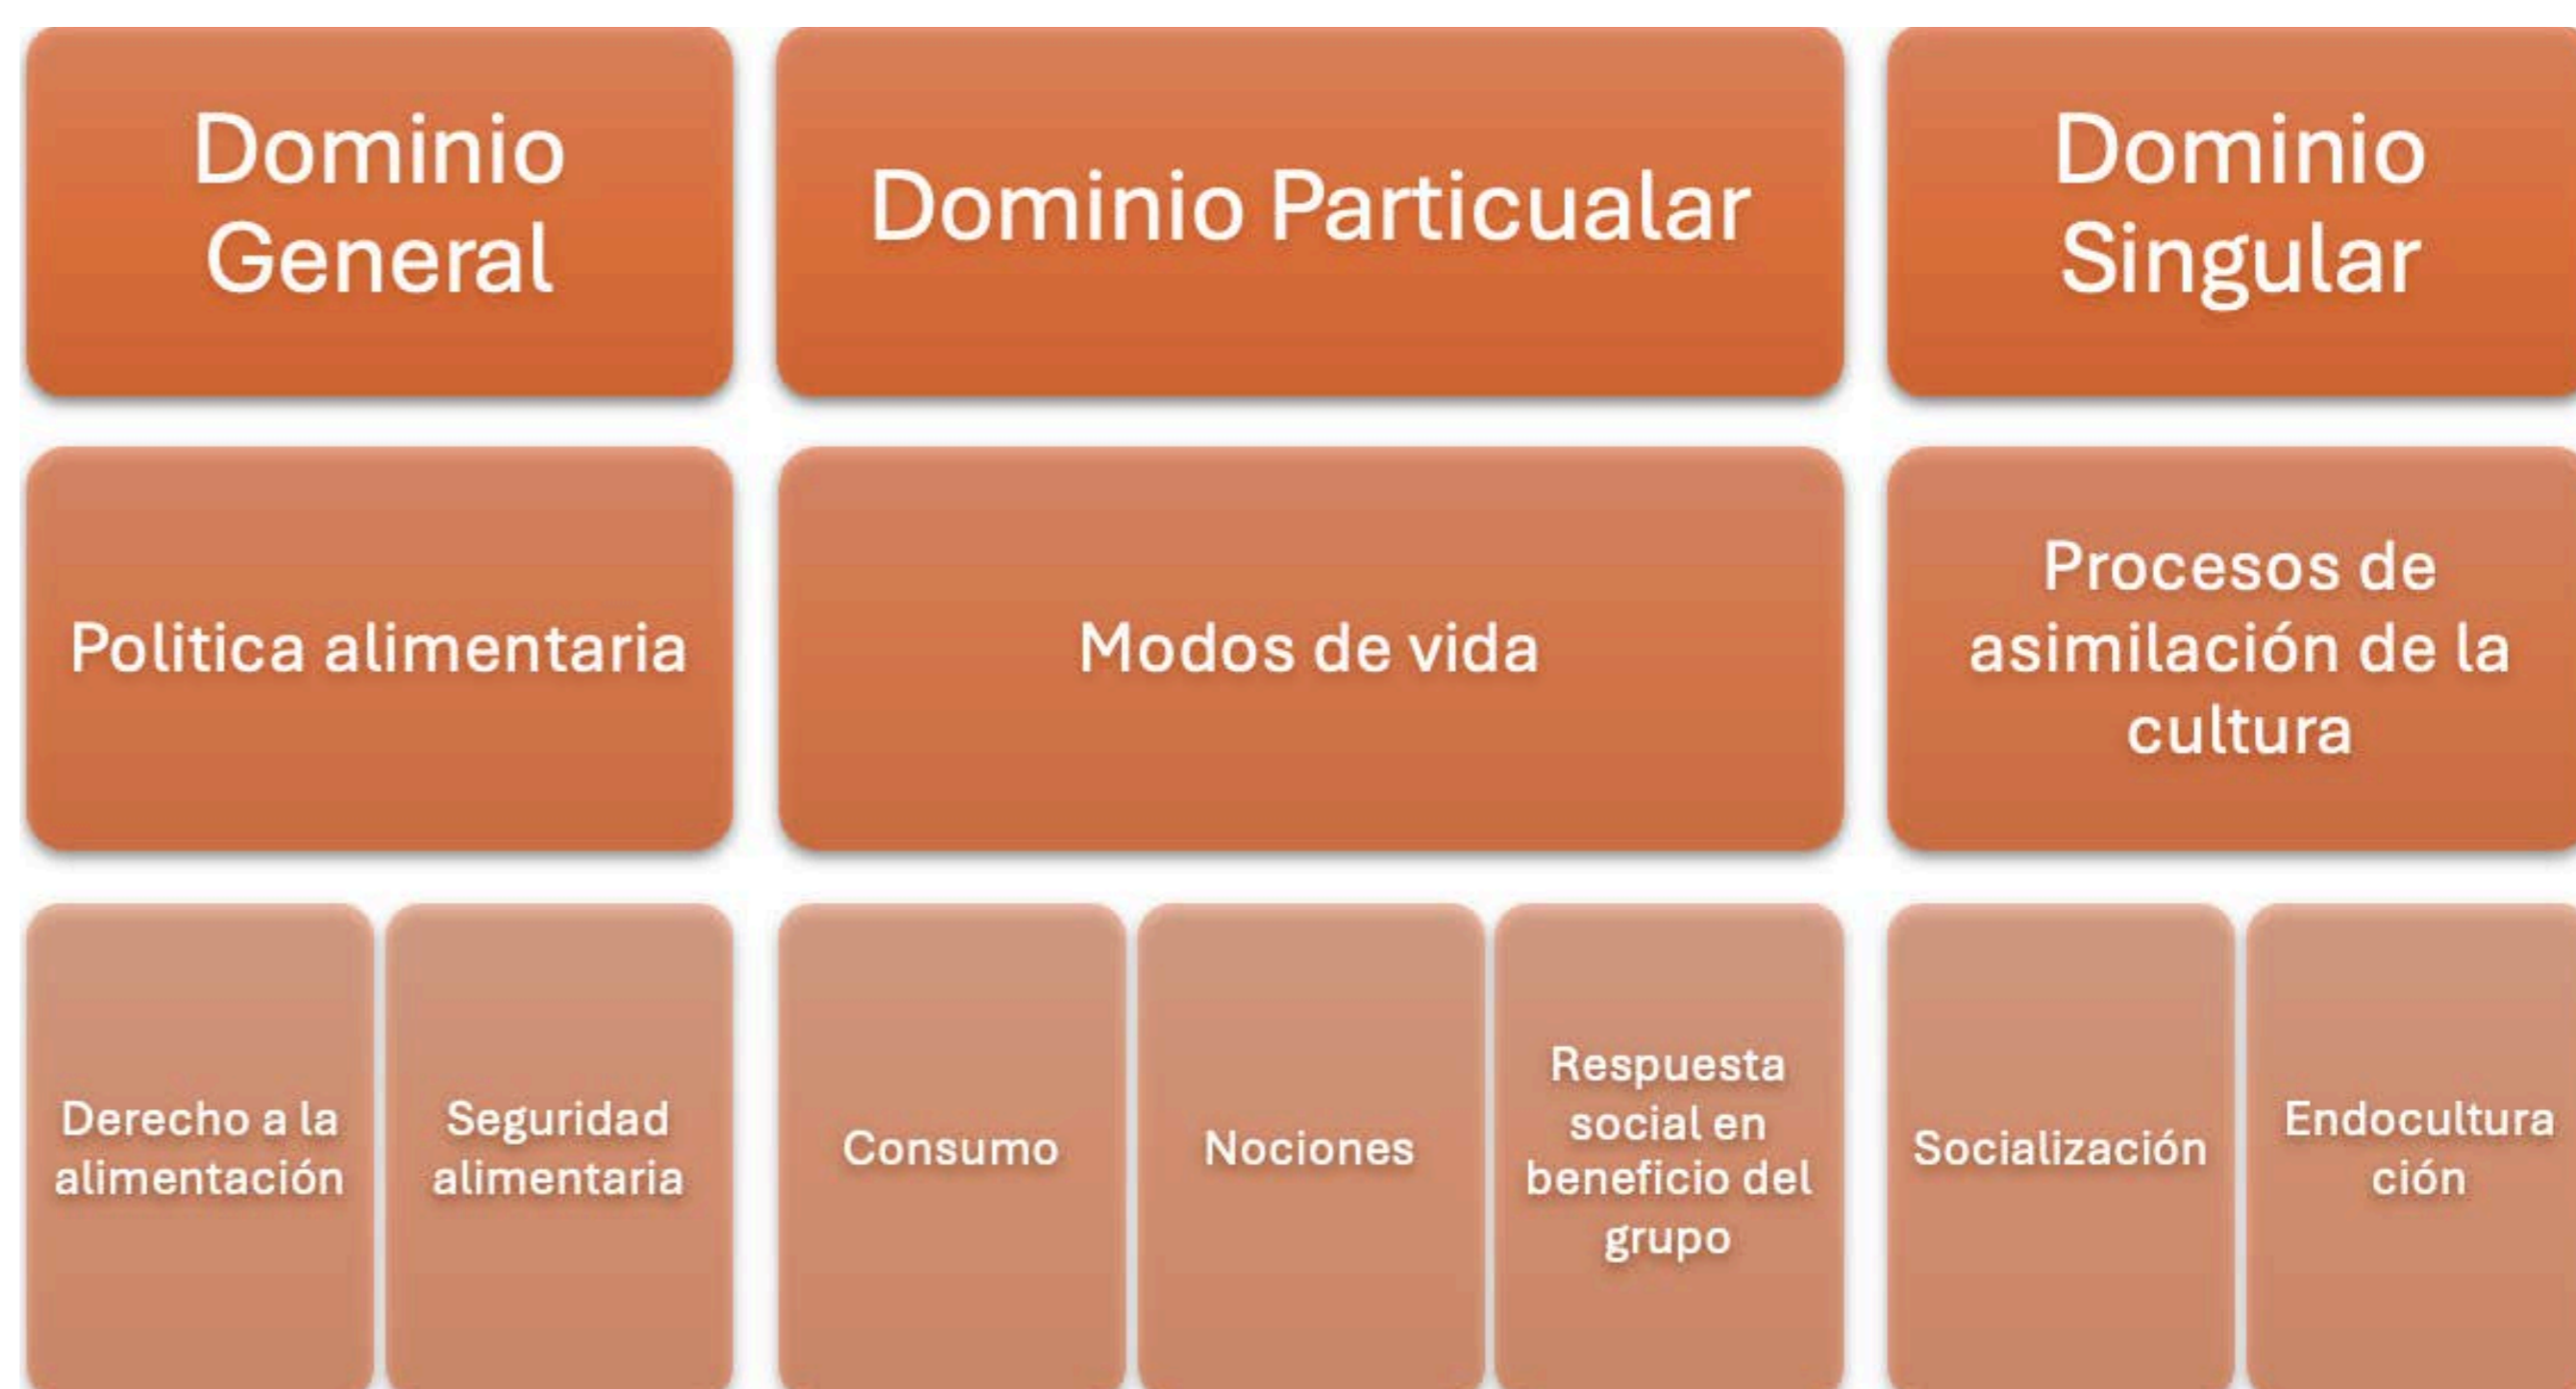 Dominio
General
Dominio Particualar
Dominio
Singular
Politica alimentaria
Modos de vida
Procesos de
asimilación de la
cultura
Derecho a la
alimentación
Seguridad
alimentaria
Consumo
Nociones
Respuesta
social en
beneficio del
grupo
Socialización
Endocultura
ción